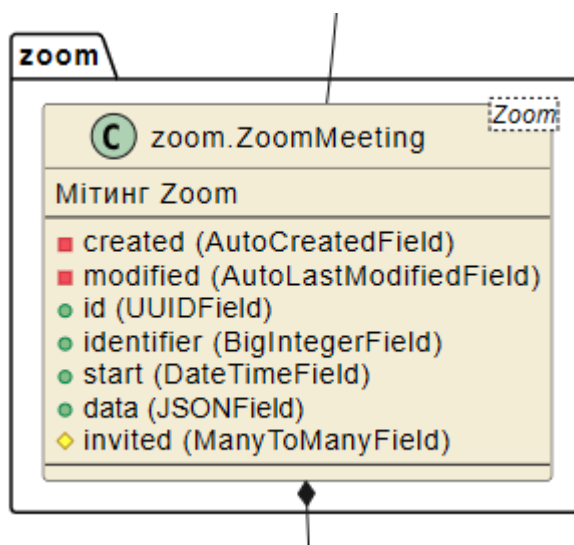 zoom
Zoom
C zoom.ZoomMeeting
Мітинг Zoom
created (AutoCreatedField)
modified (AutoLastModifiedField)
id (UUIDField)
identifier (BigIntegerField)
start (DateTimeField)
data (JSONField)
invited (ManyToManyField)